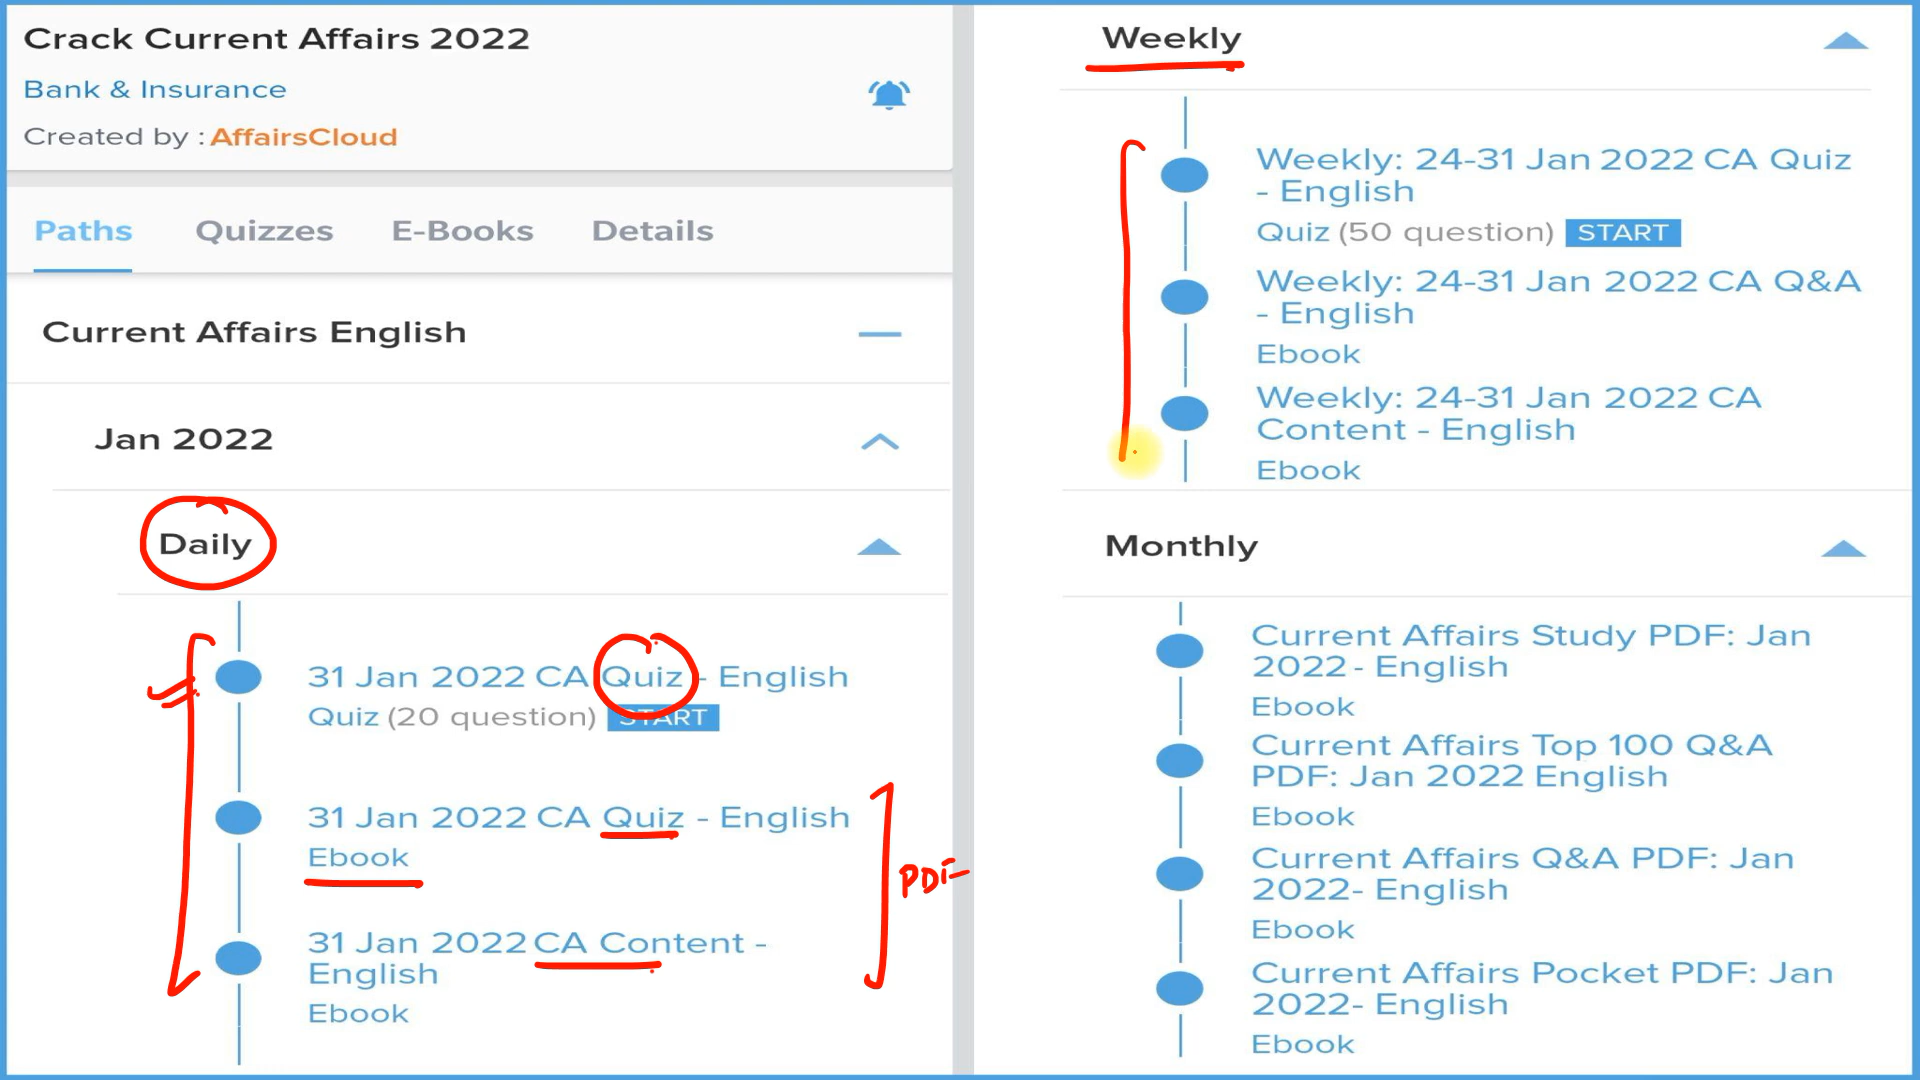 Crack Current Affairs 2022
Bank & Insurance
Created by : AffairsCloud
Paths Quizzes E-Books Details
Current Affairs English
Jan 2022
Daily
31 Jan 2022 CA Quiz - English
Quiz (20 question) START
31 Jan 2022 CA Quiz - English
Ebook
PDF
31 Jan 2022 CA Content -
English
Ebook
Weekly
Weekly: 24-31 Jan 2022 CA Quiz
- English
Quiz (50 question) START
Weekly: 24-31 Jan 2022 CA Q&A
- English
Ebook
Weekly: 24-31 Jan 2022 CA
Content - English
Ebook
Monthly
Current Affairs Study PDF: Jan
2022- English
Ebook
Current Affairs Top 100 Q&A
PDF: Jan 2022 English
Ebook
Current Affairs Q&A PDF: Jan
2022- English
Ebook
Current Affairs Pocket PDF: Jan
2022- English
Ebook